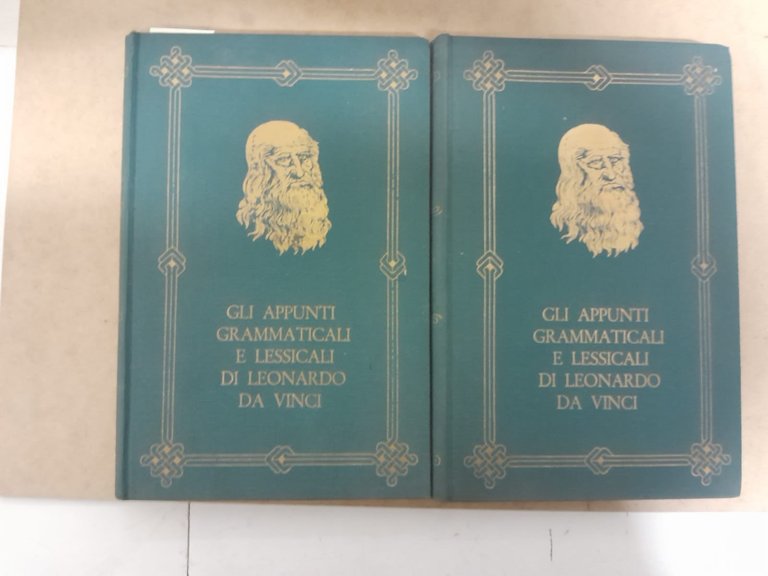 GLI APPUNTI
GRAMMATICALI
E LESSICALI
DI LEONARDO
DA VINCI
GLI APPUNTI
GRAMMATICALI
E LESSICALI
DI LEONARDO
DA VINCI